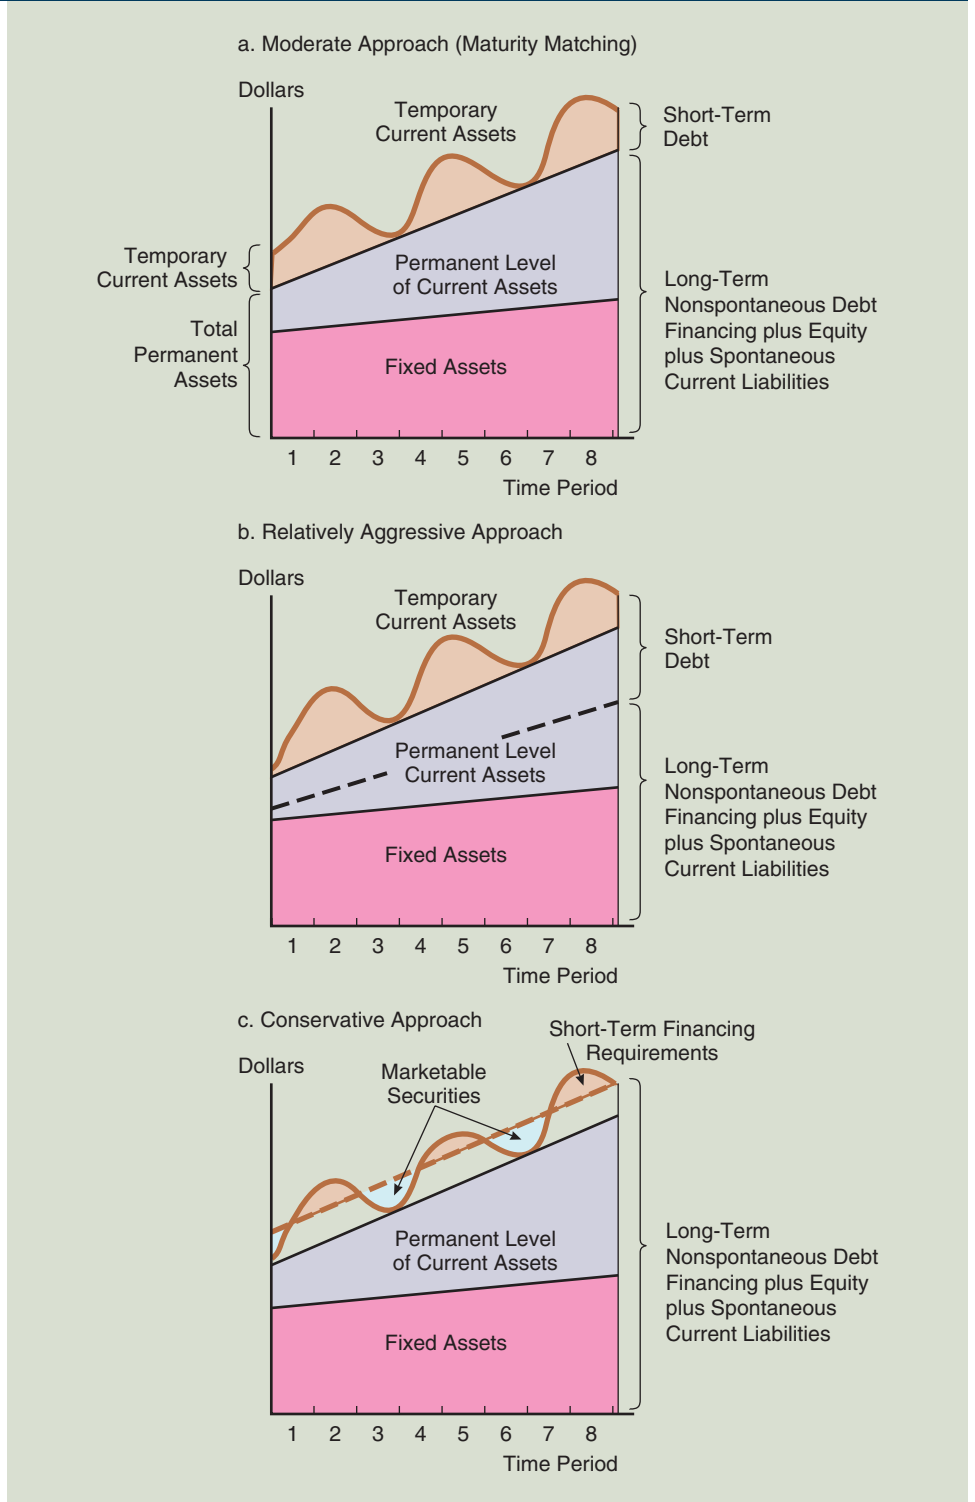 a. Moderate Approach (Maturity Matching)
Dollars
Temporary
Current Assets
Short-Term
Debt
Temporary
Current Assets
Permanent Level
of Current Assets
Total
Permanent
Assets
Long-Term
Nonspontaneous Debt
Financing plus Equity
plus Spontaneous
Current Liabilities
Fixed Assets
1 2 3 4 5 6 7 8
Time Period
b. Relatively Aggressive Approach
Dollars
Temporary
Current Assets
Short-Term
Debt
Permanent Level
Current Assets
Long-Term
Nonspontaneous Debt
Financing plus Equity
plus Spontaneous
Current Liabilities
Fixed Assets
1 2 3 4 5 6 7 8
Time Period
c. Conservative Approach
Short-Term Financing
Requirements
Dollars
Marketable
Securities
Permanent Level
of Current Assets
Long-Term
Nonspontaneous Debt
Financing plus Equity
plus Spontaneous
Current Liabilities
Fixed Assets
1 2 3 4 5 6 7 8
Time Period